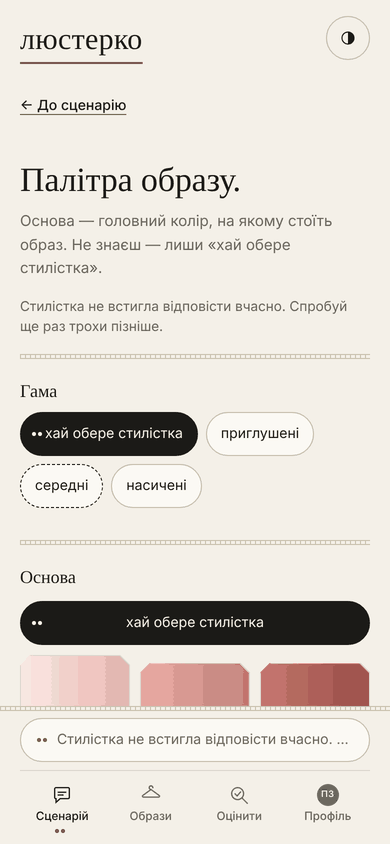 люстерко
← До сценарію
Палітра образу.
Основа — головний колір, на якому стоїть
образ. Не знаєш — лиши «хай обере
стилістка».
Стилістка не встигла відповісти вчасно. Спробуй
ще раз трохи пізніше.
Гама
хай обере стилістка
приглушені
середні
насичені
Основа
хай обере стилістка
Стилістка не встигла відповісти вчасно. ...
Сценарій
Образи
Оцінити
ПЗ
Профіль